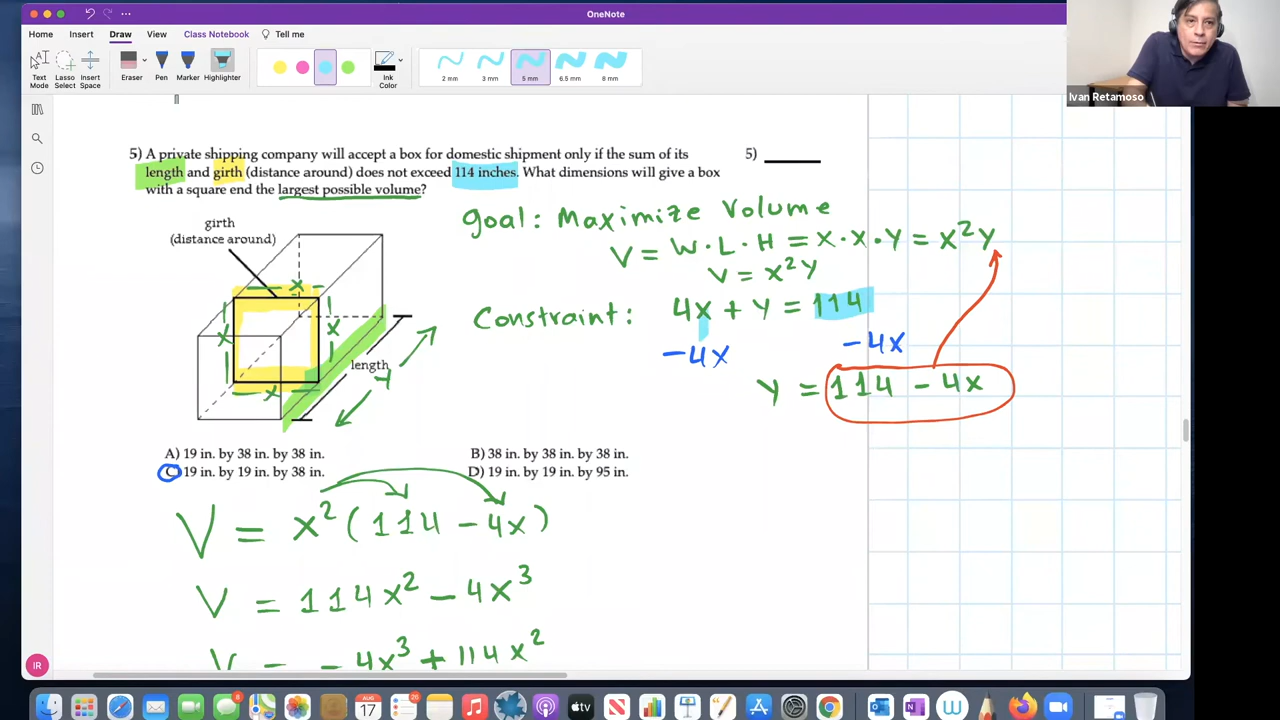 OneNote
Home Insert Draw View Class Notebook Tell me
Text Mode
Lasso Select
Insert Space
Eraser
Pen
Marker
Highlighter
Ink Color
2 mm
3 mm
5 mm
6.5 mm
8 mm
Ivan Retamoso
5) A private shipping company will accept a box for domestic shipment only if the sum of its
length and girth (distance around) does not exceed 114 inches. What dimensions will give a box
with a square end the largest possible volume?
5)
girth
(distance around)
x
x
x
x
length
Y
Goal: Maximize Volume
V = W · L · H = X · X · Y = X²Y
V = X²Y
Constraint: 4x + Y = 114
-4X -4X
Y = 114 - 4x
A) 19 in. by 38 in. by 38 in.
B) 38 in. by 38 in. by 38 in.
C) 19 in. by 19 in. by 38 in.
D) 19 in. by 19 in. by 95 in.
V = x² (114 - 4x)
V = 114x² - 4x³
V = -4x³ + 114x²
IR
8
AUG
17
26
tv